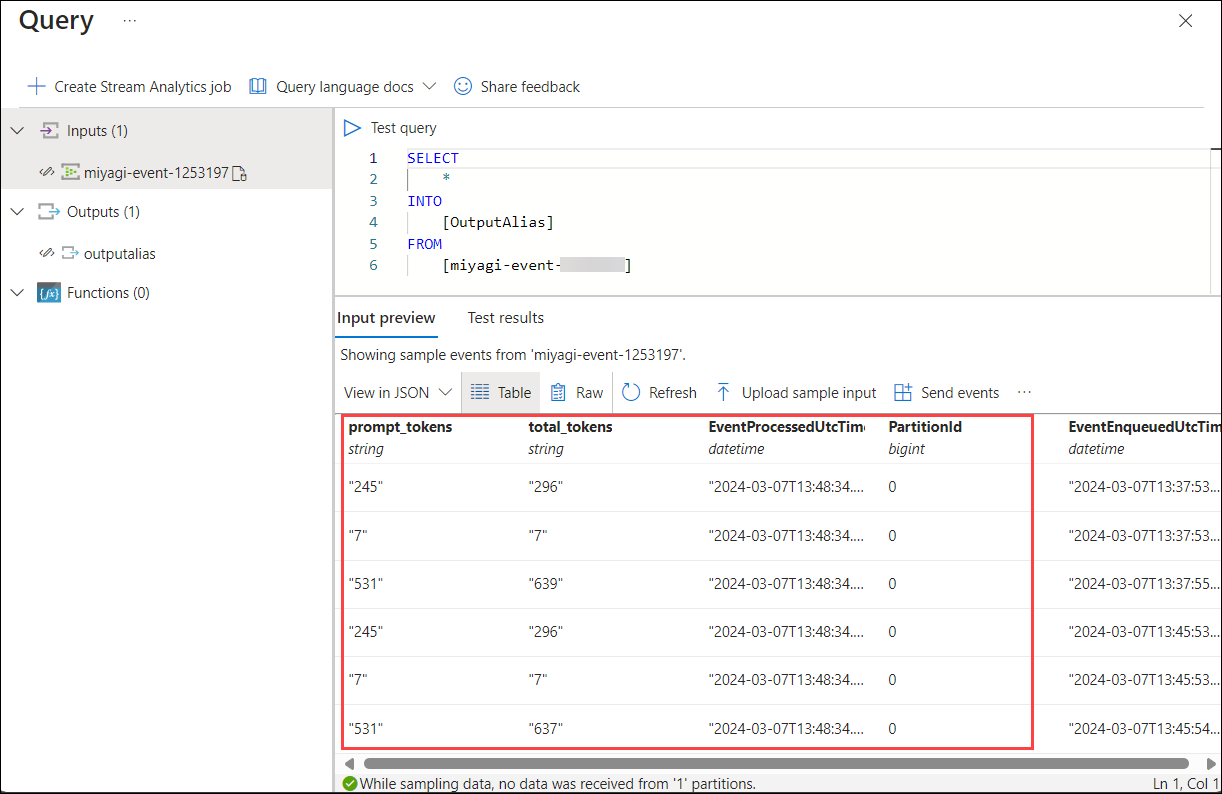 Query ...
Create Stream Analytics job Query language docs Share feedback
Inputs (1)
miyagi-event-1253197
Outputs (1)
outputalias
{fx} Functions (0)
Test query
1 SELECT
2 *
3 INTO
4 [OutputAlias]
5 FROM
6 [miyagi-event- ]
Input preview Test results
Showing sample events from 'miyagi-event-1253197'.
View in JSON Table Raw Refresh Upload sample input Send events ...
prompt_tokens total_tokens EventProcessedUtcTime PartitionId EventEnqueuedUtcTim
string string datetime bigint datetime
"245" "296" "2024-03-07T13:48:34.... 0 "2024-03-07T13:37:53...
"7" "7" "2024-03-07T13:48:34.... 0 "2024-03-07T13:37:53...
"531" "639" "2024-03-07T13:48:34.... 0 "2024-03-07T13:37:55...
"245" "296" "2024-03-07T13:48:34.... 0 "2024-03-07T13:45:53...
"7" "7" "2024-03-07T13:48:34.... 0 "2024-03-07T13:45:53...
"531" "637" "2024-03-07T13:48:34.... 0 "2024-03-07T13:45:54...
While sampling data, no data was received from '1' partitions. Ln 1, Col 1